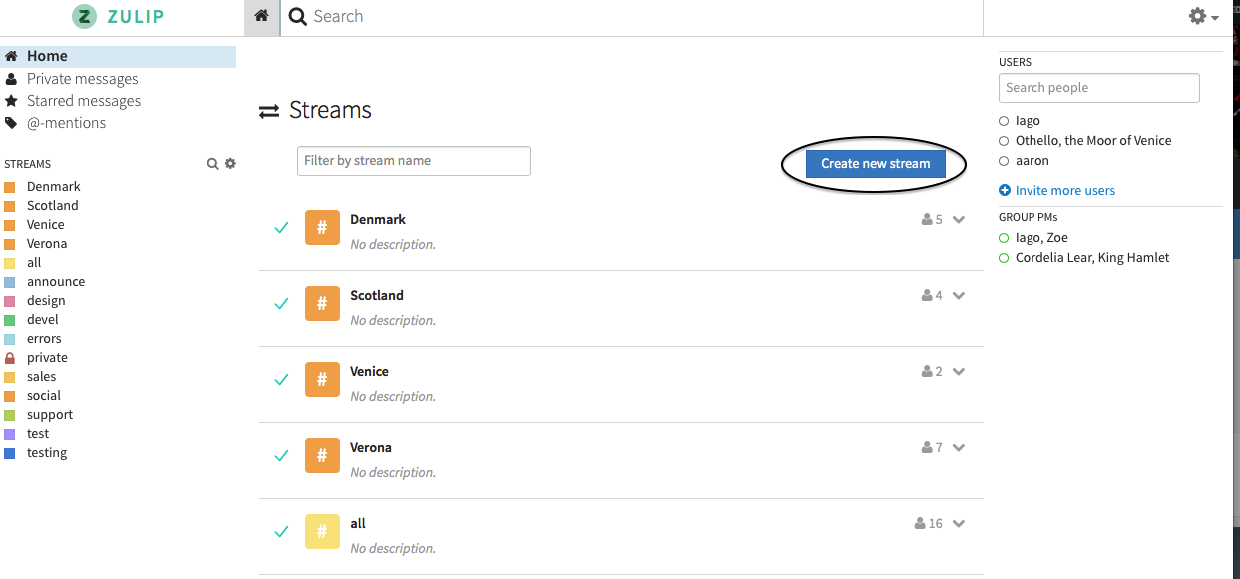 Z ZULIP
Search
Home
Private messages
Starred messages
@-mentions
STREAMS
Denmark
Scotland
Venice
Verona
all
announce
design
devel
errors
private
sales
social
support
test
testing
Streams
Filter by stream name
Create new stream
# Denmark 5
No description.
# Scotland 4
No description.
# Venice 2
No description.
# Verona 7
No description.
# all 16
No description.
USERS
Search people
Iago
Othello, the Moor of Venice
aaron
Invite more users
GROUP PMs
Iago, Zoe
Cordelia Lear, King Hamlet